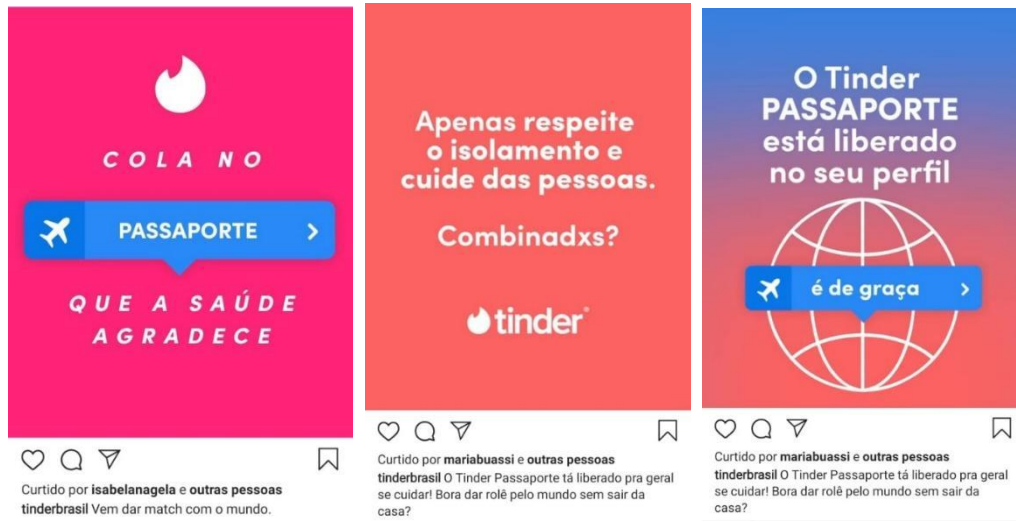 COLA NO
PASSAPORTE
QUE A SAÚDE
AGRADECE
Curtido por isabelanagela e outras pessoas
tinderbrasil Vem dar match com o mundo.
Apenas respeite
o isolamento e
cuide das pessoas.
Combinadxs?
tinder®
Curtido por mariabuassi e outras pessoas
tinderbrasil O Tinder Passaporte tá liberado pra geral
se cuidar! Bora dar rolê pelo mundo sem sair da
casa?
O Tinder
PASSAPORTE
está liberado
no seu perfil
é de graça
Curtido por mariabuassi e outras pessoas
tinderbrasil O Tinder Passaporte tá liberado pra geral
se cuidar! Bora dar rolê pelo mundo sem sair da
casa?